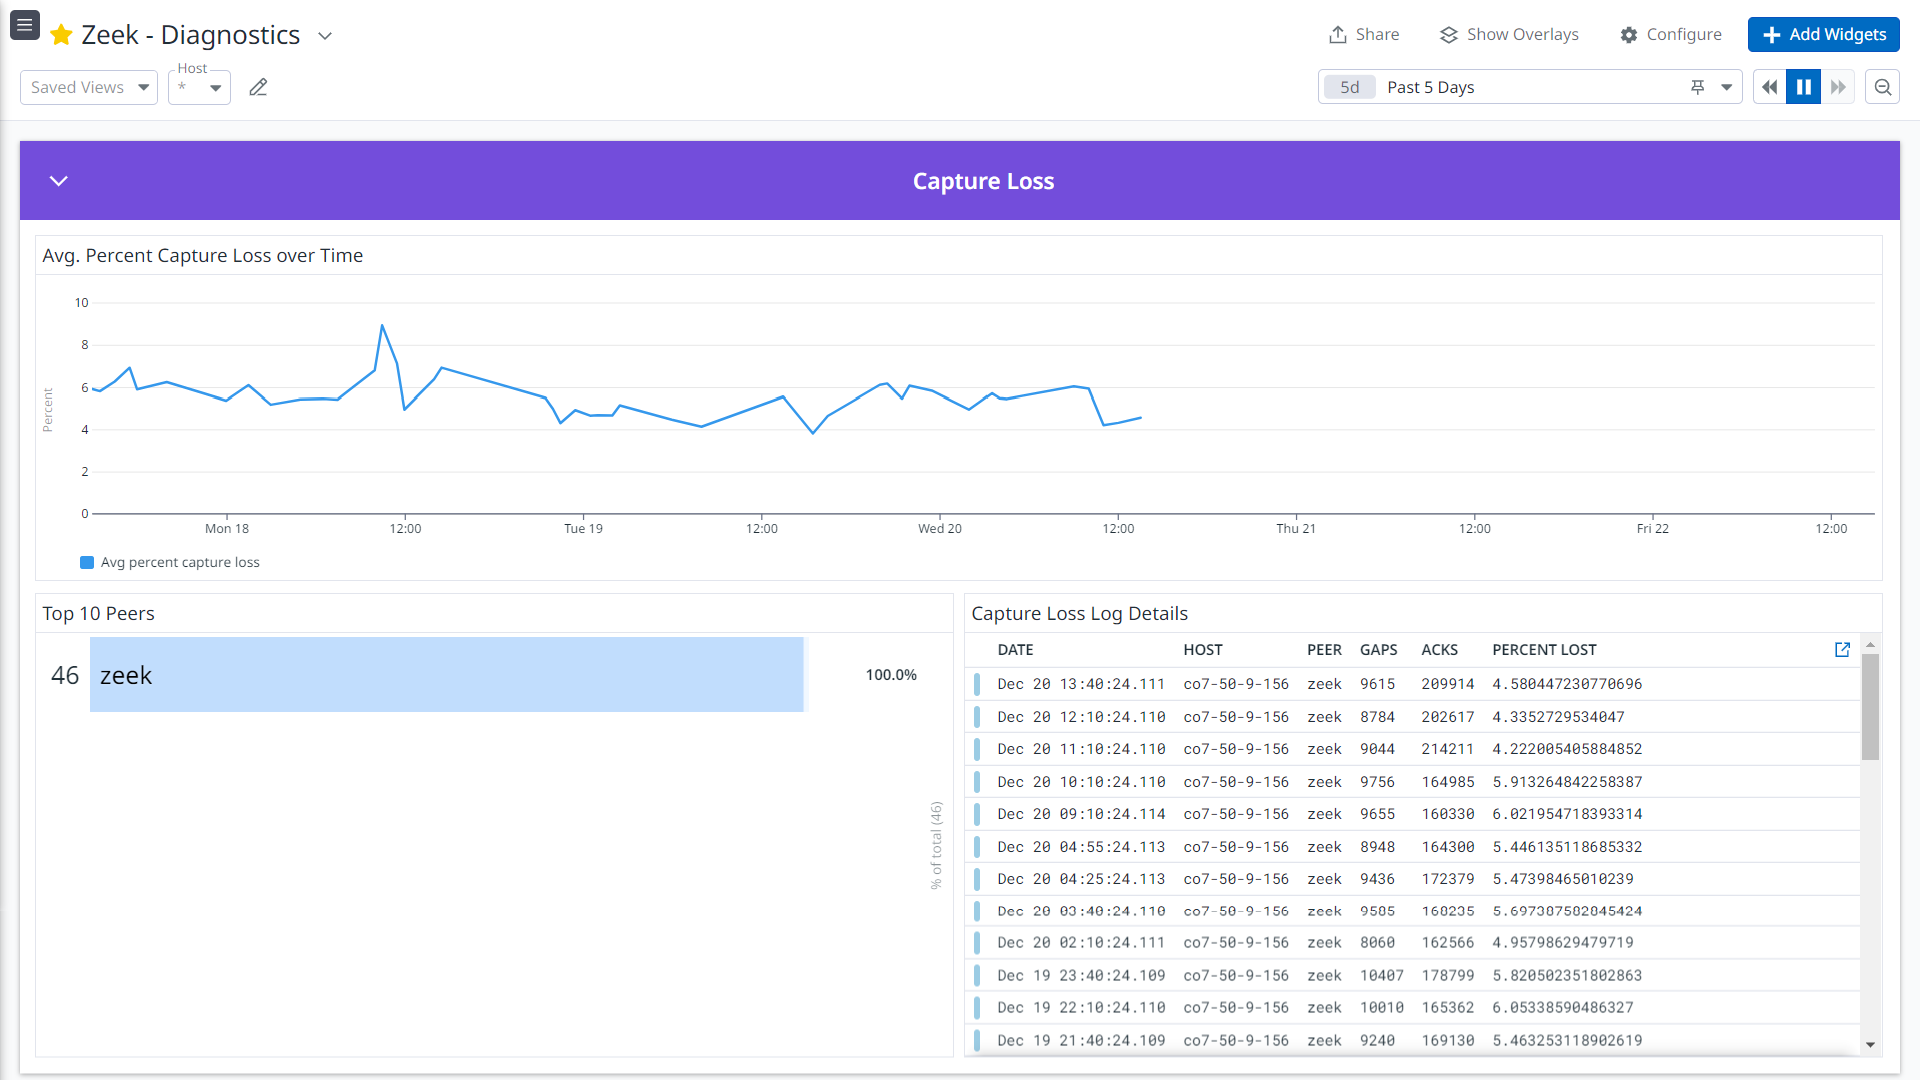 Zeek - Diagnostics
Share
Show Overlays
Configure
Add Widgets
Saved Views
Host
*
5d Past 5 Days
Capture Loss
Avg. Percent Capture Loss over Time
Percent
10
8
6
4
2
0
Mon 18 12:00 Tue 19 12:00 Wed 20 12:00 Thu 21 12:00 Fri 22 12:00
Avg percent capture loss
Top 10 Peers
46 zeek 100.0%
% of total (46)
Capture Loss Log Details
DATE HOST PEER GAPS ACKS PERCENT LOST
Dec 20 13:40:24.111 co7-50-9-156 zeek 9615 209914 4.580447230770696
Dec 20 12:10:24.110 co7-50-9-156 zeek 8784 202617 4.3352729534047
Dec 20 11:10:24.110 co7-50-9-156 zeek 9044 214211 4.222005405884852
Dec 20 10:10:24.110 co7-50-9-156 zeek 9756 164985 5.913264842258387
Dec 20 09:10:24.114 co7-50-9-156 zeek 9655 160330 6.021954718393314
Dec 20 04:55:24.113 co7-50-9-156 zeek 8948 164300 5.446135118685332
Dec 20 04:25:24.113 co7-50-9-156 zeek 9436 172379 5.47398465010239
Dec 20 03:40:24.110 co7-50-9-156 zeek 9585 168235
Dec 20 02:10:24.111 co7-50-9-156 zeek 8060 162566 4.95798629479719
Dec 19 23:40:24.109 co7-50-9-156 zeek 10407 178799 5.820502351802863
Dec 19 22:10:24.110 co7-50-9-156 zeek 10010 165362 6.05338590486327
Dec 19 21:40:24.109 co7-50-9-156 zeek 9240 169130 5.463253118902619